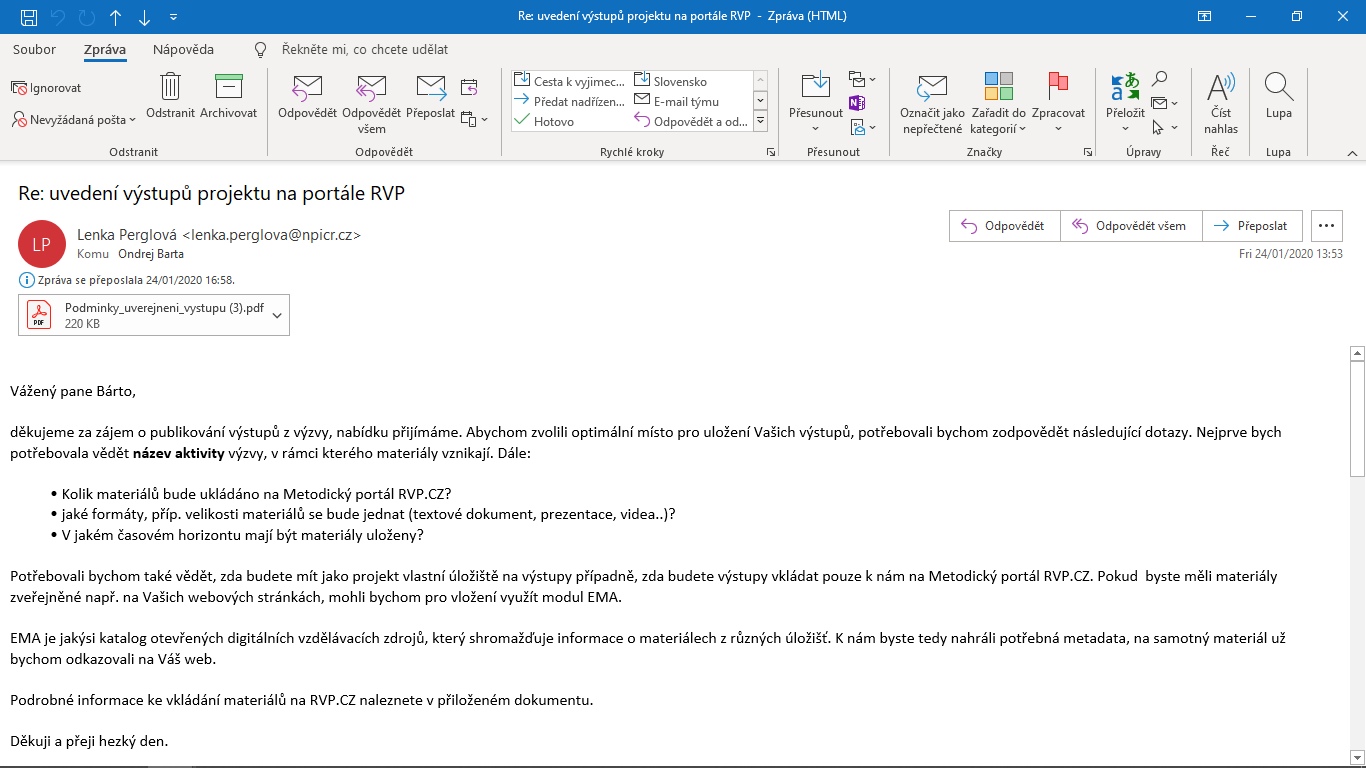 Re: uvedení výstupů projektu na portále RVP - Zpráva (HTML)
Soubor Zpráva Nápověda Řekněte mi, co chcete udělat
Ignorovat
Nevyžádaná pošta
Odstranit Archivovat
Odstranit
Odpovědět Odpovědět všem Přeposlat
Odpovědět
Cesta k vyjimec... Slovensko
Předat nadřízen... E-mail týmu
Hotovo Odpovědět a od...
Rychlé kroky
Přesunout
Přesunout
Označit jako nepřečtené Zařadit do kategorií Zpracovat
Značky
Přeložit
Úpravy
Číst nahlas
Řeč
Lupa
Lupa
Re: uvedení výstupů projektu na portále RVP
LP
Lenka Perglová <lenka.perglova@npicr.cz>
Komu Ondrej Barta
Odpovědět Odpovědět všem Přeposlat
Fri 24/01/2020 13:53
Zpráva se přeposlala 24/01/2020 16:58.
PDF
Podminky_uverejneni_vystupu (3).pdf
220 KB
Vážený pane Bárto,
děkujeme za zájem o publikování výstupů z výzvy, nabídku přijímáme. Abychom zvolili optimální místo pro uložení Vašich výstupů, potřebovali bychom zodpovědět následující dotazy. Nejprve bych
potřebovala vědět název aktivity výzvy, v rámci kterého materiály vznikají. Dále:
• Kolik materiálů bude ukládáno na Metodický portál RVP.CZ?
• jaké formáty, příp. velikosti materiálů se bude jednat (textové dokument, prezentace, videa..)?
• V jakém časovém horizontu mají být materiály uloženy?
Potřebovali bychom také vědět, zda budete mít jako projekt vlastní úložiště na výstupy případně, zda budete výstupy vkládat pouze k nám na Metodický portál RVP.CZ. Pokud byste měli materiály
zveřejněné např. na Vašich webových stránkách, mohli bychom pro vložení využít modul EMA.
EMA je jakýsi katalog otevřených digitálních vzdělávacích zdrojů, který shromažďuje informace o materiálech z různých úložišť. K nám byste tedy nahráli potřebná metadata, na samotný materiál už
bychom odkazovali na Váš web.
Podrobné informace ke vkládání materiálů na RVP.CZ naleznete v přiloženém dokumentu.
Děkuji a přeji hezký den.